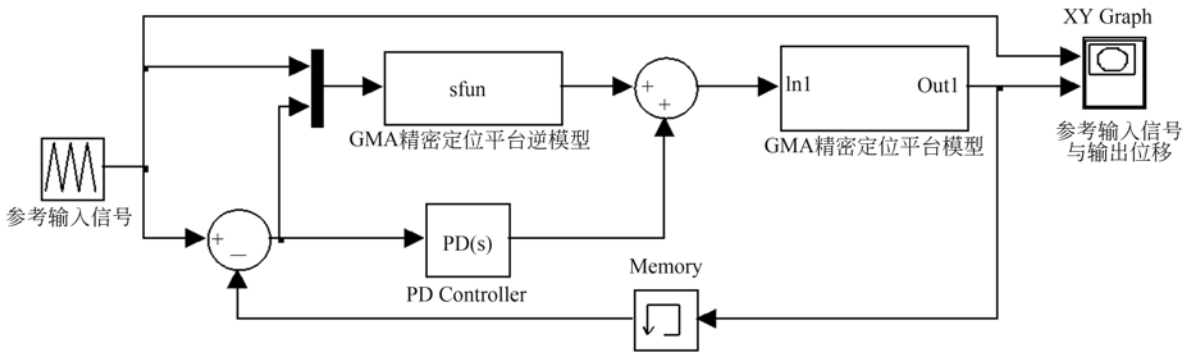 XY Graph
sfun
+
+
In1
Out1
GMA精密定位平台逆模型
GMA精密定位平台模型
参考输入信号
与输出位移
参考输入信号
+
−
PD(s)
PD Controller
Memory